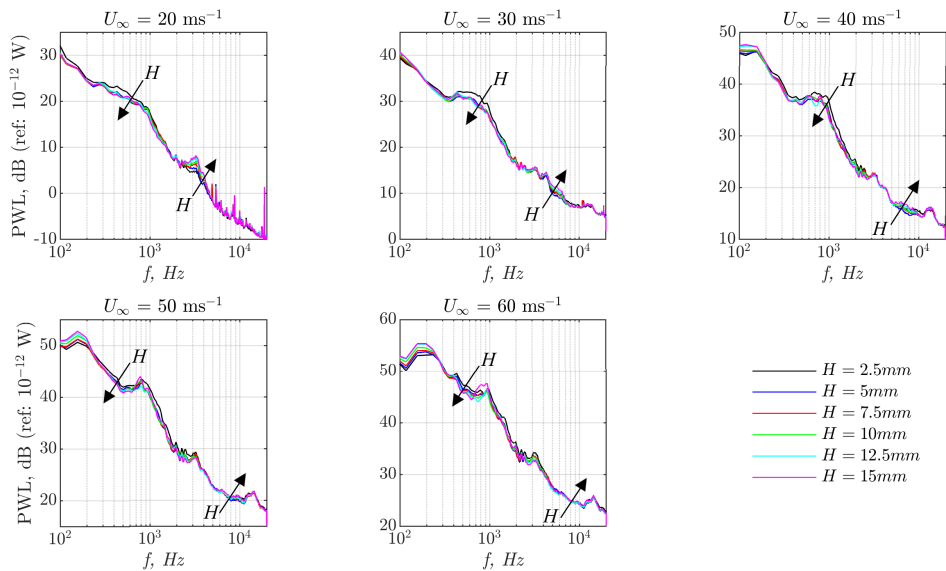 U∞ = 20 ms⁻¹
U∞ = 30 ms⁻¹
U∞ = 40 ms⁻¹
PWL, dB (ref: 10⁻¹² W)
30
20
10
0
-10
H
H
10² 10³ 10⁴
f, Hz
40
30
20
10
0
H
H
10² 10³ 10⁴
f, Hz
50
40
30
20
10
H
H
10² 10³ 10⁴
f, Hz
U∞ = 50 ms⁻¹
U∞ = 60 ms⁻¹
PWL, dB (ref: 10⁻¹² W)
50
40
30
20
H
H
10² 10³ 10⁴
f, Hz
60
50
40
30
20
H
H
10² 10³ 10⁴
f, Hz
H = 2.5mm
H = 5mm
H = 7.5mm
H = 10mm
H = 12.5mm
H = 15mm